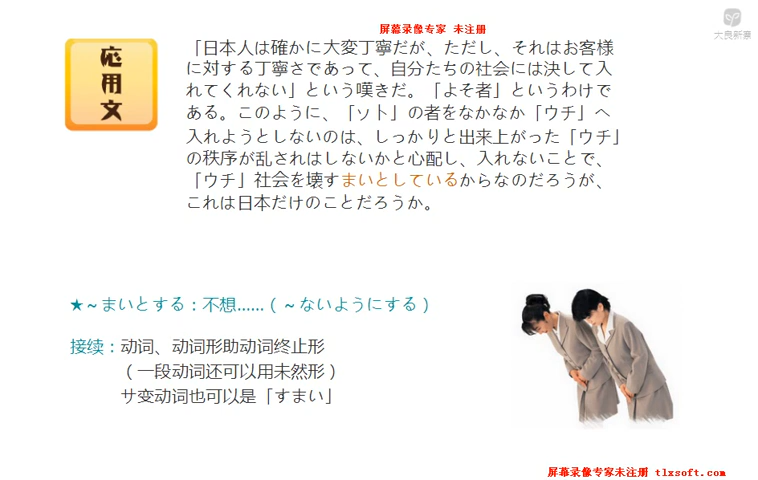 屏幕录像专家 未注册
大良新意
応用文
「日本人は確かに大変丁寧だが、ただし、それはお客様
に対する丁寧さであって、自分たちの社会には決して入
れてくれない」という嘆きだ。「よそ者」というわけで
ある。このように、「ソト」の者をなかなか「ウチ」へ
入れようとしないのは、しっかりと出来上がった「ウチ」
の秩序が乱されはしないかと心配し、入れないことで、
「ウチ」社会を壊すまいとしているからなのだろうが、
これは日本だけのことだろうか。
★～まいとする：不想……（～ないようにする）
接续：动词、动词形助动词终止形
（一段动词还可以用未然形）
サ变动词也可以是「すまい」
屏幕录像专家未注册 tlxsoft.com